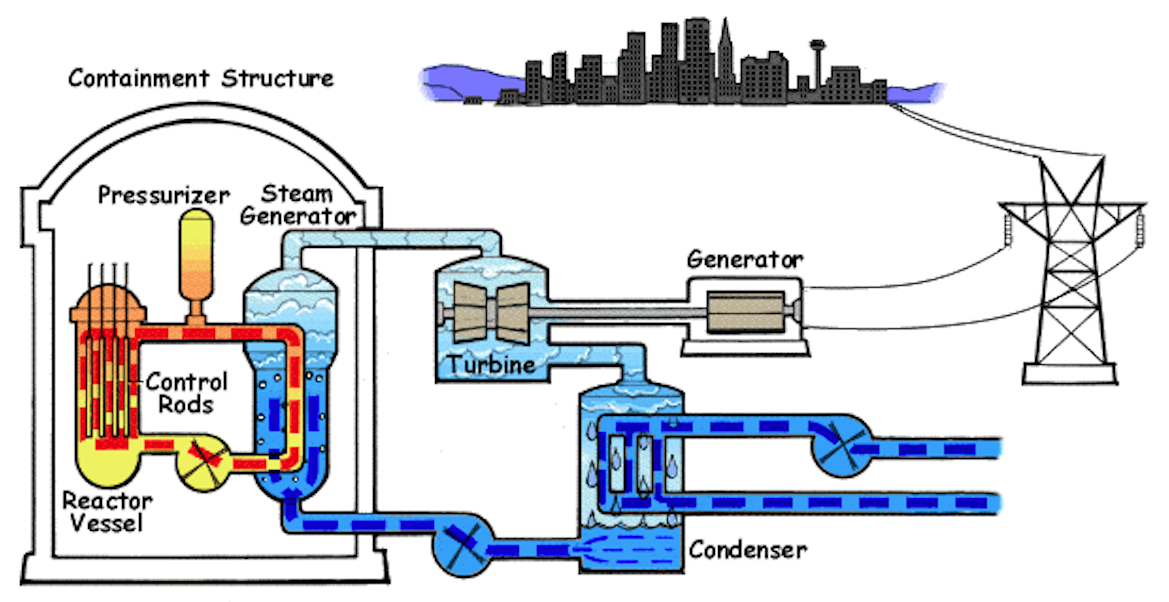 Containment Structure
Pressurizer
Steam
Generator
Generator
Turbine
Control
Rods
Reactor
Vessel
Condenser